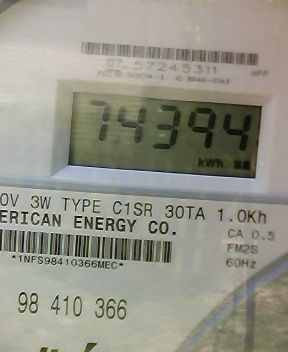 07 57245311
74394
kWh
0V 3W TYPE C1SR 30TA 1.0Kh
ERICAN ENERGY CO.
CA 0.5
*1NFS98410366MEC*
FM2S
60Hz
98 410 366